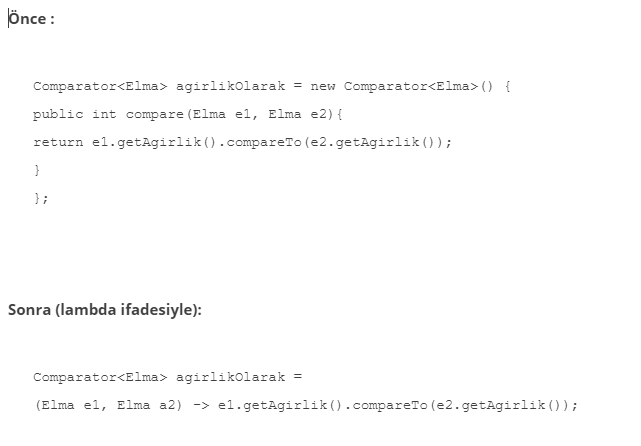 Önce :
Comparator<Elma> agirlikOlarak = new Comparator<Elma>() {
public int compare(Elma e1, Elma e2){
return e1.getAgirlik().compareTo(e2.getAgirlik());
}
};
Sonra (lambda ifadesiyle):
Comparator<Elma> agirlikOlarak =
(Elma e1, Elma a2) -> e1.getAgirlik().compareTo(e2.getAgirlik());